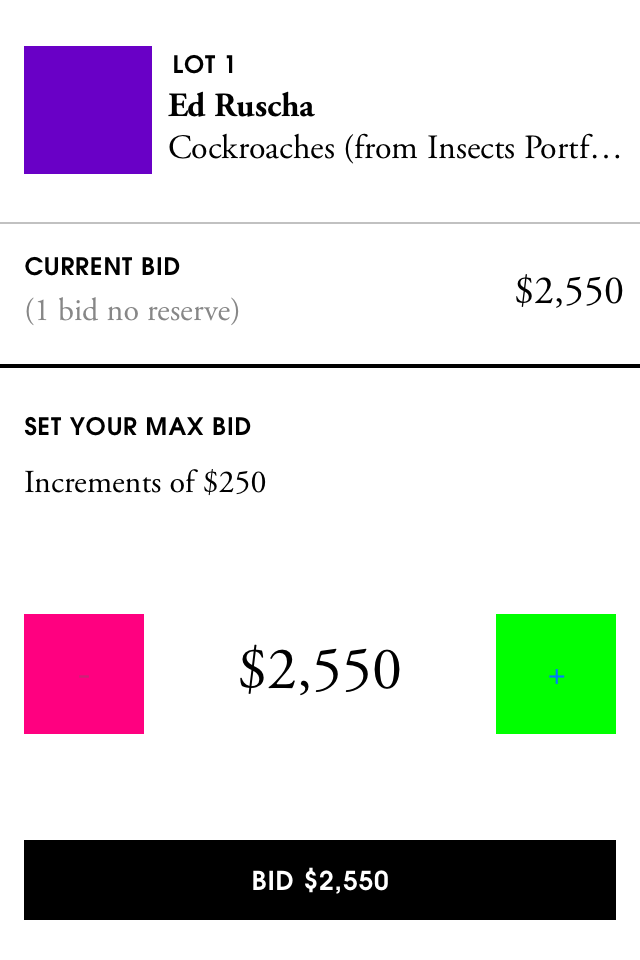 LOT 1
Ed Ruscha
Cockroaches (from Insects Portf…
CURRENT BID
(1 bid no reserve)
$2,550
SET YOUR MAX BID
Increments of $250
-
$2,550
+
BID $2,550